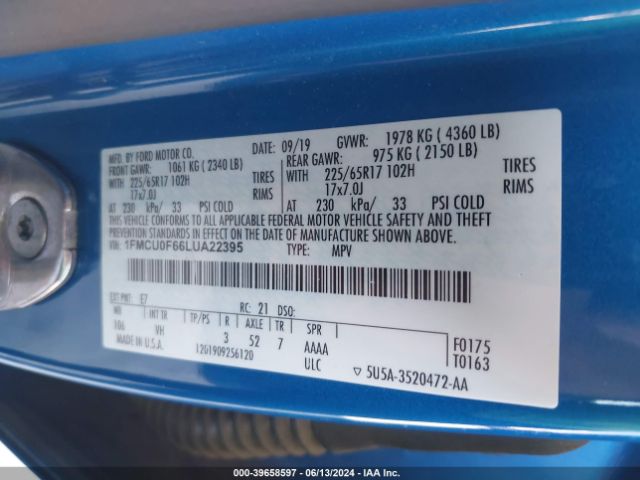 MFD. BY FORD MOTOR CO.
DATE: 09/19 GVWR: 1978 KG ( 4360 LB)
FRONT GAWR: 1061 KG ( 2340 LB)
REAR GAWR: 975 KG ( 2150 LB)
WITH 225/65R17 102H TIRES
17x7.0J RIMS
WITH 225/65R17 102H TIRES
17x7.0J RIMS
AT 230 kPa/ 33 PSI COLD
AT 230 kPa/ 33 PSI COLD
THIS VEHICLE CONFORMS TO ALL APPLICABLE FEDERAL MOTOR VEHICLE SAFETY AND THEFT
PREVENTION STANDARDS IN EFFECT ON THE DATE OF MANUFACTURE SHOWN ABOVE.
VIN: 1FMCU0F66LUA22395
TYPE: MPV
EXT PNT: E7 RC: 21 DSO:
WB INT TR TP/PS R AXLE TR SPR
106 VH 3 52 7 AAAA
MADE IN U.S.A. 12G1909256120 ULC
F0175
T0163
▽ 5U5A-3520472-AA
000-39658597 - 06/13/2024 - IAA Inc.